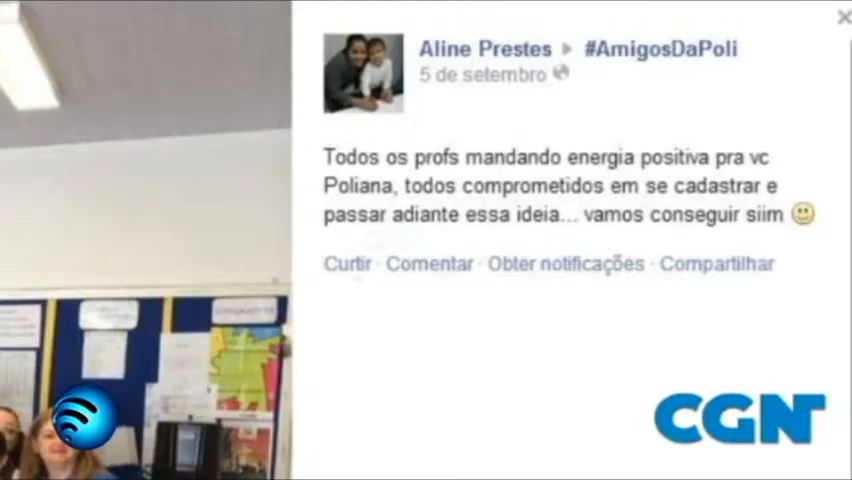 Aline Prestes ▸ #AmigosDaPoli
5 de setembro
Todos os profs mandando energia positiva pra vc
Poliana, todos comprometidos em se cadastrar e
passar adiante essa ideia... vamos conseguir siim
Curtir · Comentar · Obter notificações · Compartilhar
CGN